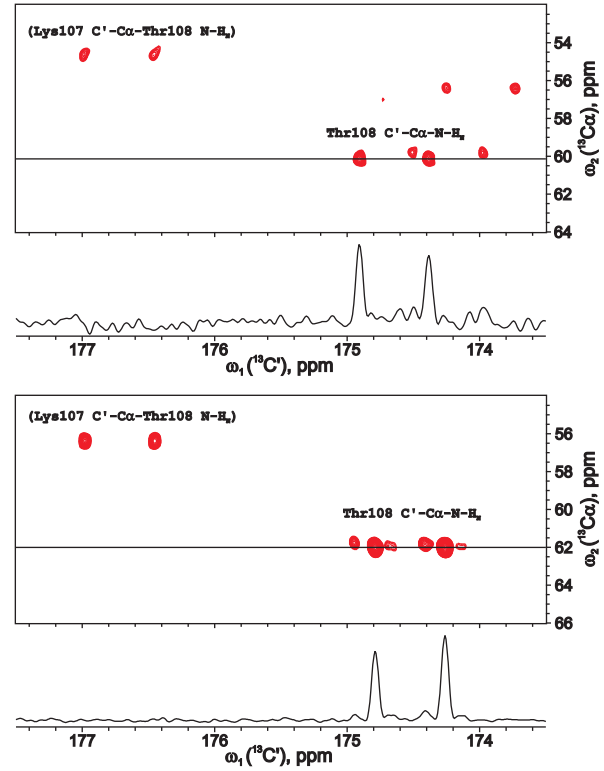 (Lys107 C'-Cα-Thr108 N-HN)
54
56
58
Thr108 C'-Cα-N-HN
60
62
64
ω2 (13Cα), ppm
177
176
175
174
ω1 (13C'), ppm
(Lys107 C'-Cα-Thr108 N-HN)
56
58
Thr108 C'-Cα-N-HN
60
62
64
66
ω2 (13Cα), ppm
177
176
175
174
ω1 (13C'), ppm